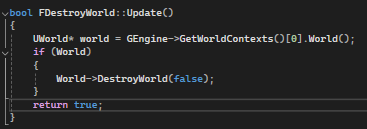 bool FDestroyWorld::Update()
{
UWorld* world = GEngine->GetWorldContexts()[0].World();
if (World)
{
World->DestroyWorld(false);
}
return true;
}